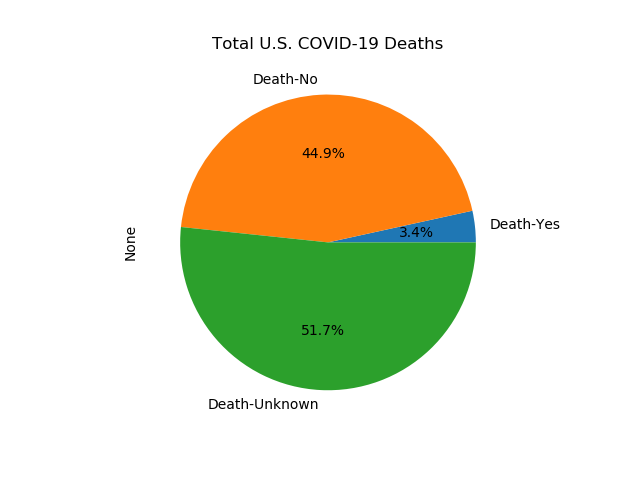 Total U.S. COVID-19 Deaths
Death-No
44.9%
Death-Yes
3.4%
None
51.7%
Death-Unknown